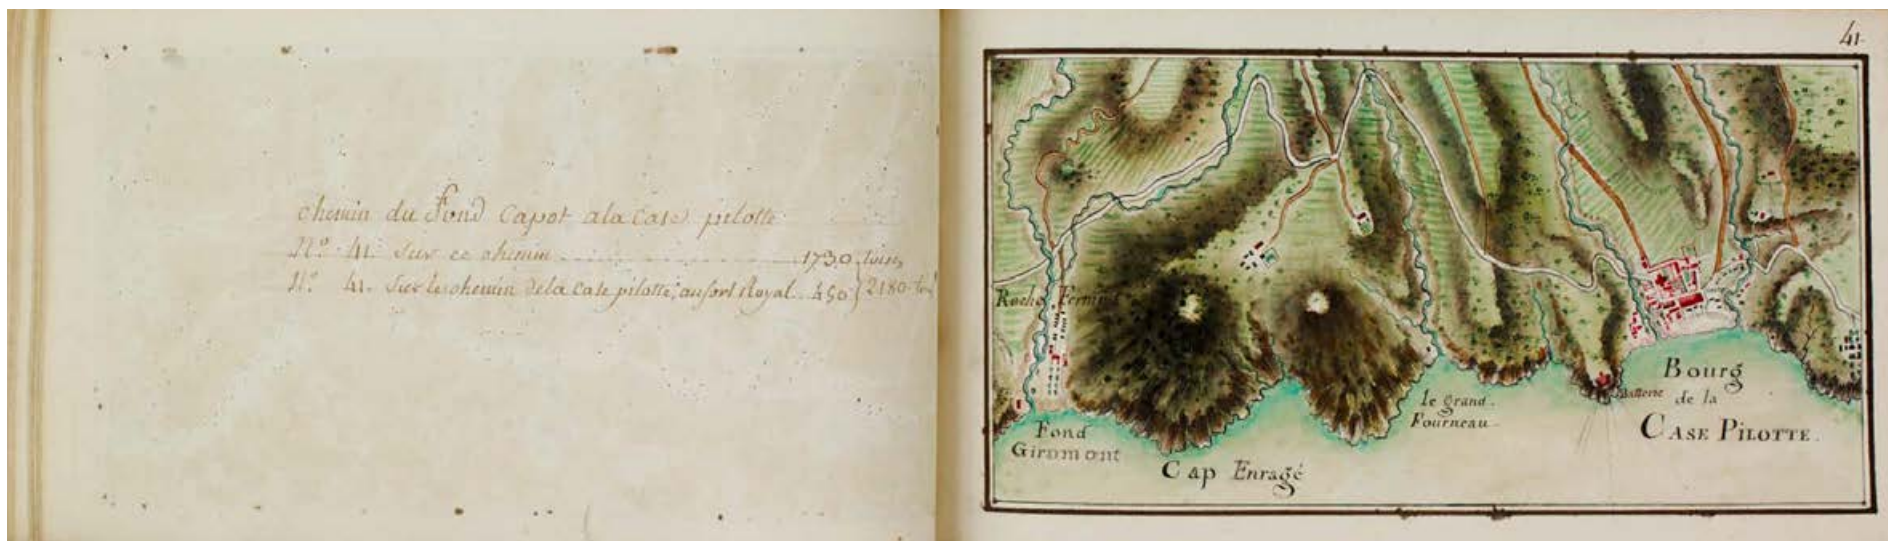 chemin du Fond Capot a la Case pilotte
N.º 41. Sur ce chemin . . . . . . . . . . . . . . . 1730 toises
N.º 41. Sur le chemin de la Case pilotte, au fort Royal . . 450 2180 toi.
41.
Roche
Fond
Giromont
Cap Enragé
le Grand
Fourneau
Batterie
Bourg
de la
CASE PILOTTE.